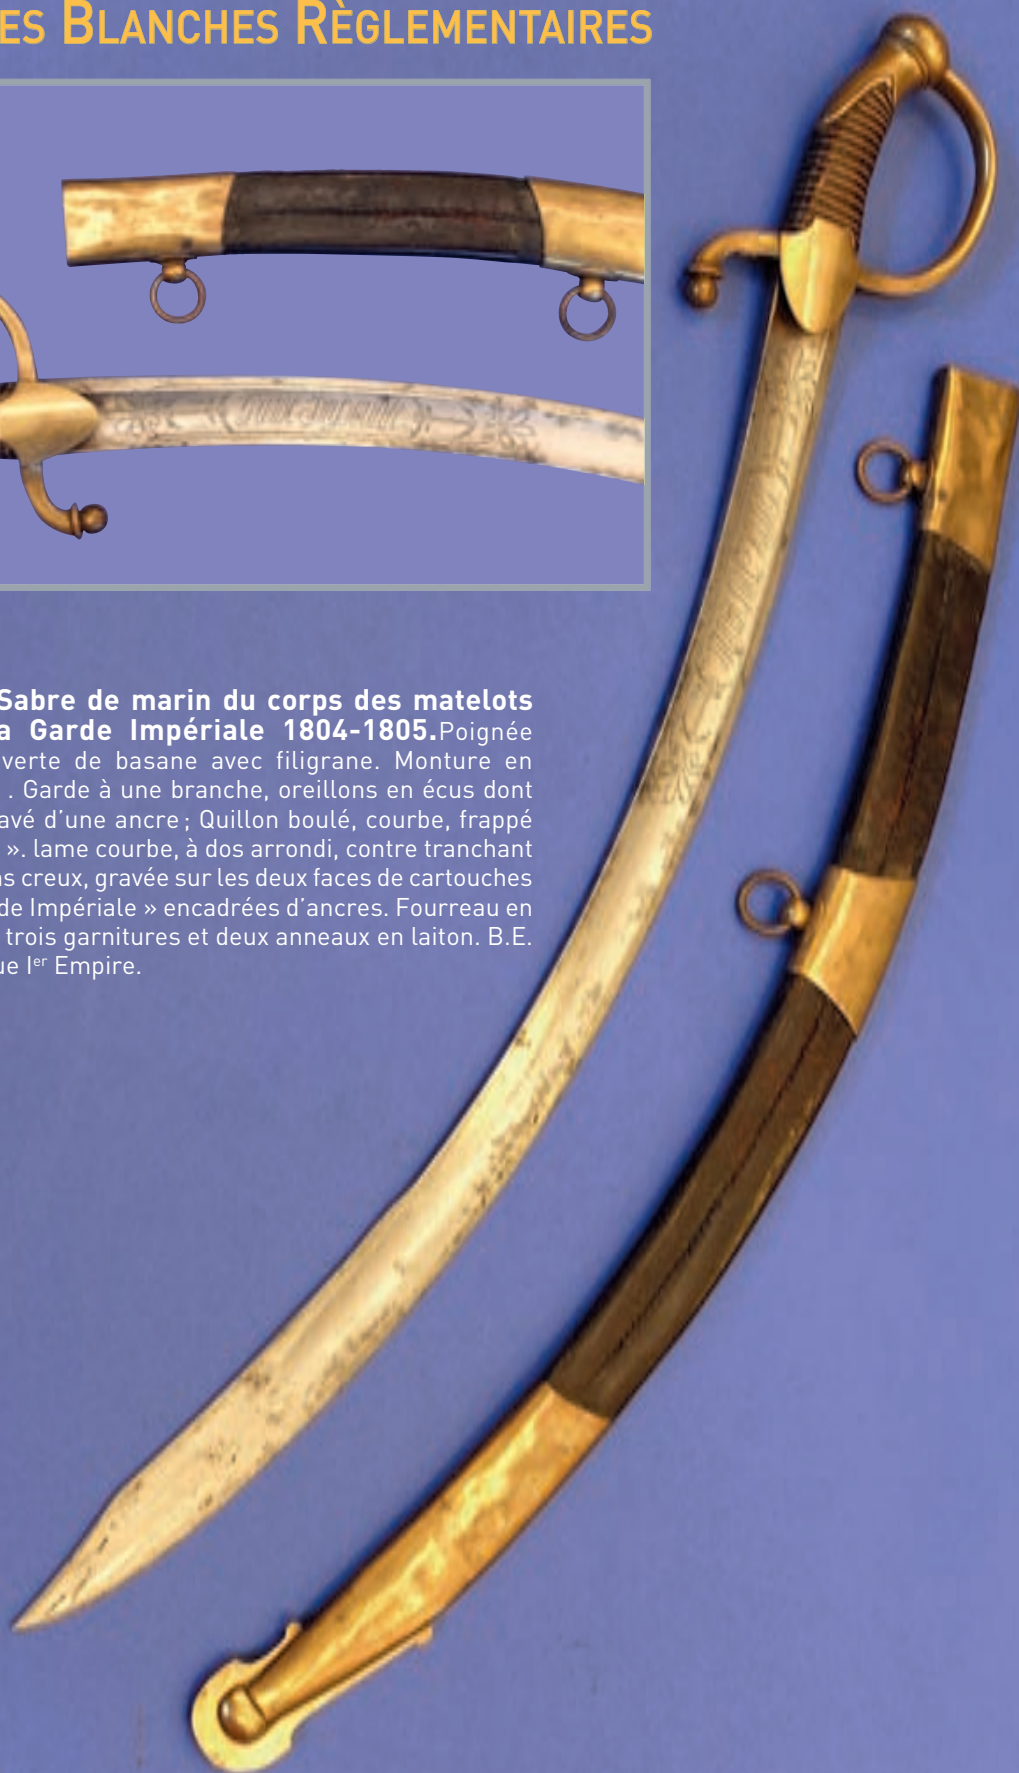 ES BLANCHES RÈGLEMENTAIRES
Sabre de marin du corps des matelots
a Garde Impériale 1804-1805. Poignée
verte de basane avec filigrane. Monture en
. Garde à une branche, oreillons en écus dont
avé d’une ancre ; Quillon boulé, courbe, frappé
». lame courbe, à dos arrondi, contre tranchant
s creux, gravée sur les deux faces de cartouches
de Impériale » encadrées d’ancres. Fourreau en
trois garnitures et deux anneaux en laiton. B.E.
ue Ier Empire.